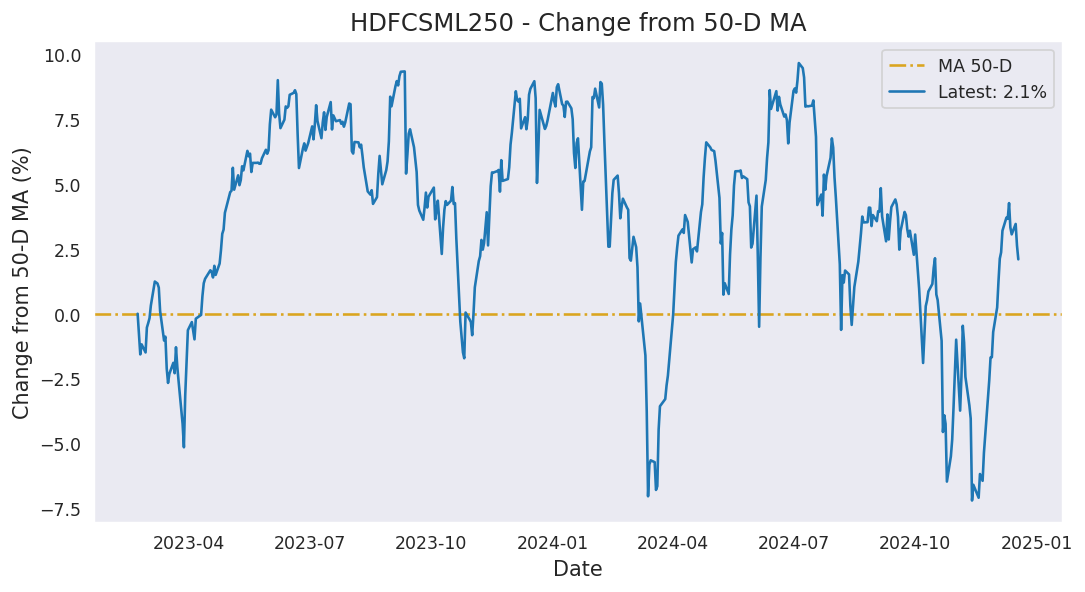 HDFCSML250 - Change from 50-D MA
10.0
7.5
5.0
2.5
0.0
−2.5
−5.0
−7.5
Change from 50-D MA (%)
MA 50-D
Latest: 2.1%
2023-04 2023-07 2023-10 2024-01 2024-04 2024-07 2024-10 2025-01
Date